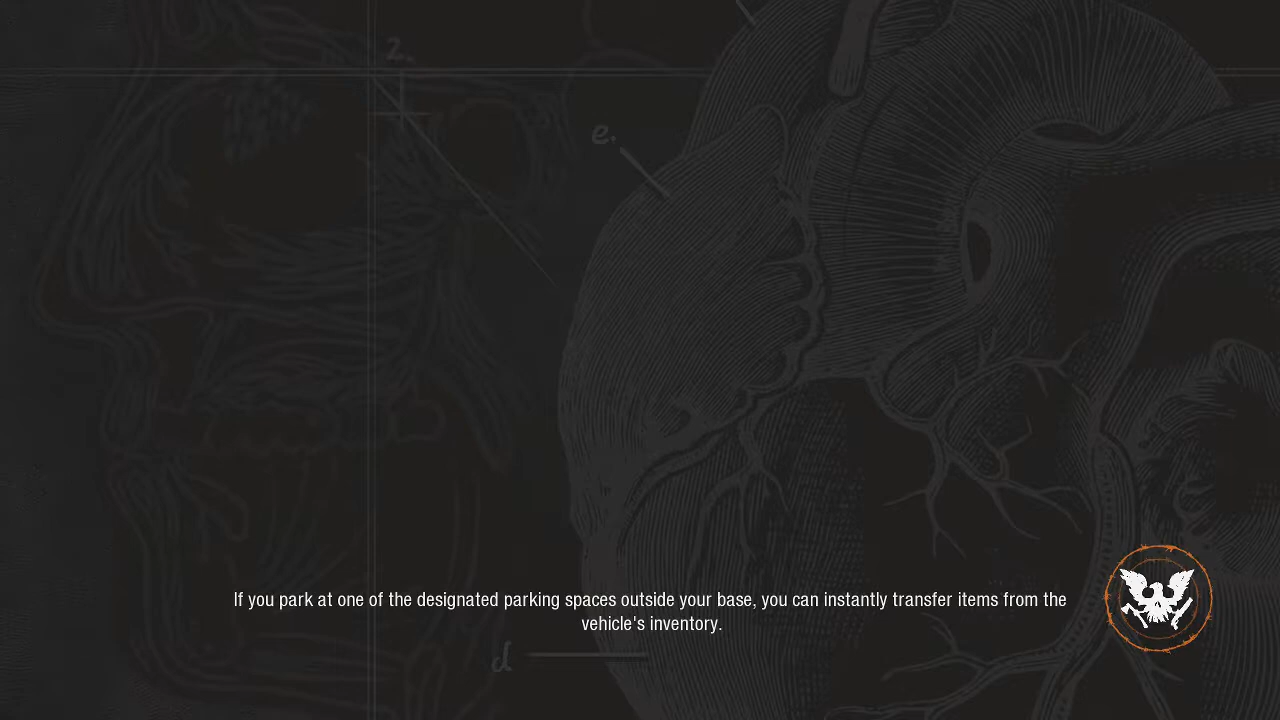 2.
e.
If you park at one of the designated parking spaces outside your base, you can instantly transfer items from the
vehicle's inventory.
d